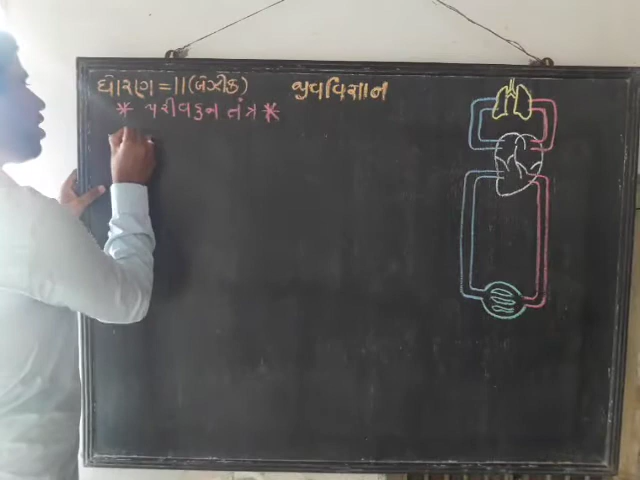 ધોરણ = 11 (બેઝીક) જીવવિજ્ઞાન
* પરીવહન તંત્ર *